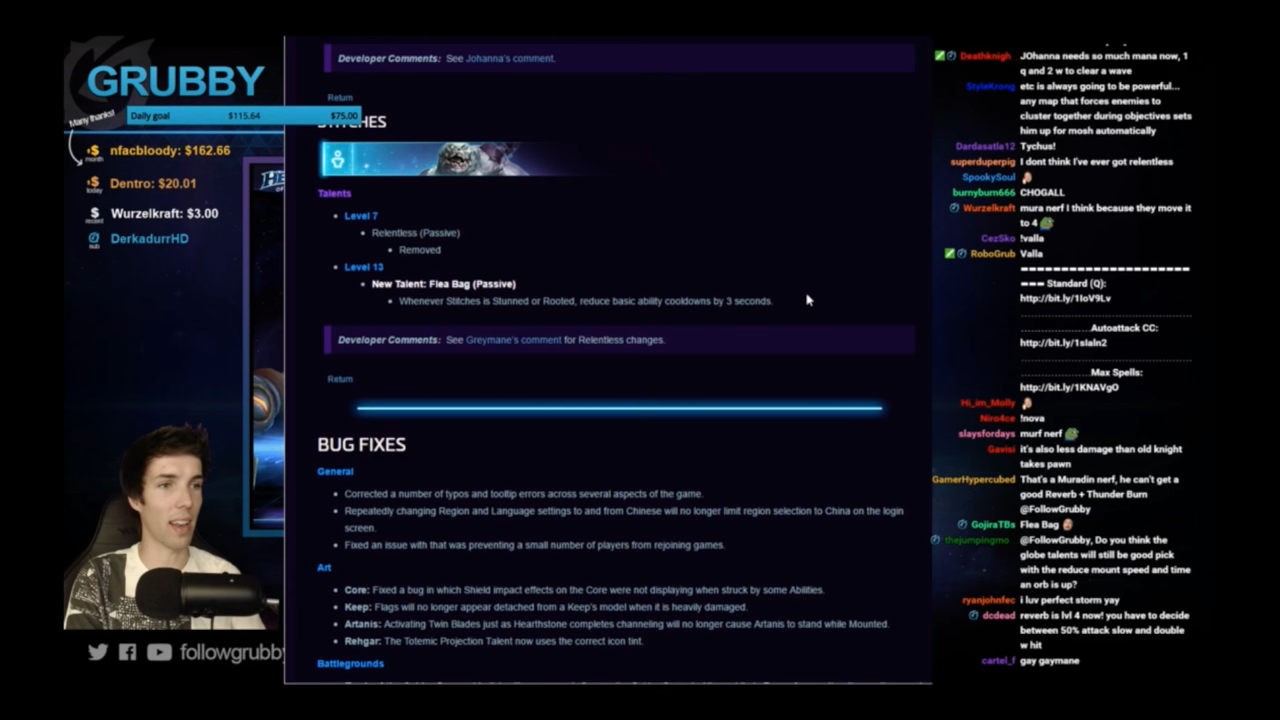 GRUBBY
Many thanks!
Daily goal $115.64 $75.00
month nfacbloody: $162.66
today Dentro: $20.01
recent Wurzelkraft: $3.00
sub DerkadurrHD
HE
OF
followgrubby
Developer Comments: See Johanna's comment.
Return
STITCHES
Talents
Level 7
Relentless (Passive)
Removed
Level 13
New Talent: Flea Bag (Passive)
Whenever Stitches is Stunned or Rooted, reduce basic ability cooldowns by 3 seconds.
Developer Comments: See Greymane's comment for Relentless changes.
Return
BUG FIXES
General
Corrected a number of typos and tooltip errors across several aspects of the game.
Repeatedly changing Region and Language settings to and from Chinese will no longer limit region selection to China on the login
screen.
Fixed an issue with that was preventing a small number of players from rejoining games.
Art
Core: Fixed a bug in which Shield impact effects on the Core were not displaying when struck by some Abilities.
Keep: Flags will no longer appear detached from a Keep's model when it is heavily damaged.
Artanis: Activating Twin Blades just as Hearthstone completes channeling will no longer cause Artanis to stand while Mounted.
Rehgar: The Totemic Projection Talent now uses the correct icon tint.
Battlegrounds
Deathknigh JOhanna needs so much mana now, 1
q and 2 w to clear a wave
StyleKrong etc is always going to be powerful...
any map that forces enemies to
cluster together during objectives sets
him up for mosh automatically
Dardasatla12 Tychus!
superduperpig I dont think I've ever got relentless
SpookySoul
burnyburn666 CHOGALL
Wurzelkraft mura nerf I think because they move it
to 4
CezSko !valla
RoboGrub Valla
Standard (Q):
http://bit.ly/1IoV9Lv
Autoattack CC:
http://bit.ly/1slaln2
Max Spells:
http://bit.ly/1KNAVgO
Hi_im_Molly
Niro4ce !nova
slaysfordays murf nerf
Gavisi it's also less damage than old knight
takes pawn
GamerHypercubed That's a Muradin nerf, he can't get a
good Reverb + Thunder Burn
@FollowGrubby
GojiraTBs Flea Bag
thejumpingmo @FollowGrubby, Do you think the
globe talents will still be good pick
with the reduce mount speed and time
an orb is up?
ryanjohnfec i luv perfect storm yay
dcdead reverb is lvl 4 now! you have to decide
between 50% attack slow and double
w hit
cartel_f gay gaymane